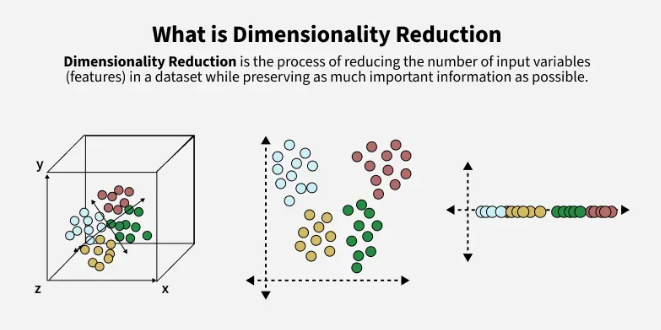 What is Dimensionality Reduction
Dimensionality Reduction is the process of reducing the number of input variables
(features) in a dataset while preserving as much important information as possible.
y
z
x